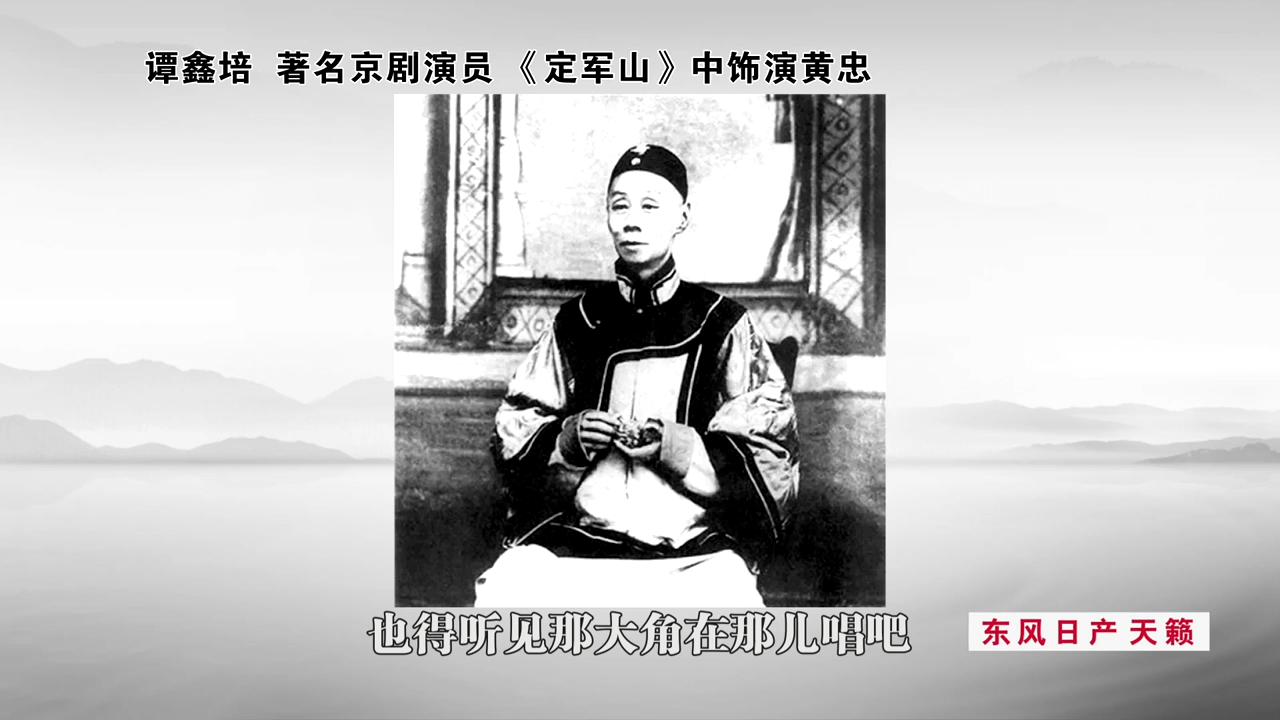 谭鑫培 著名京剧演员《定军山》中饰演黄忠
也得听见那大角在那儿唱吧
东风日产 天籁